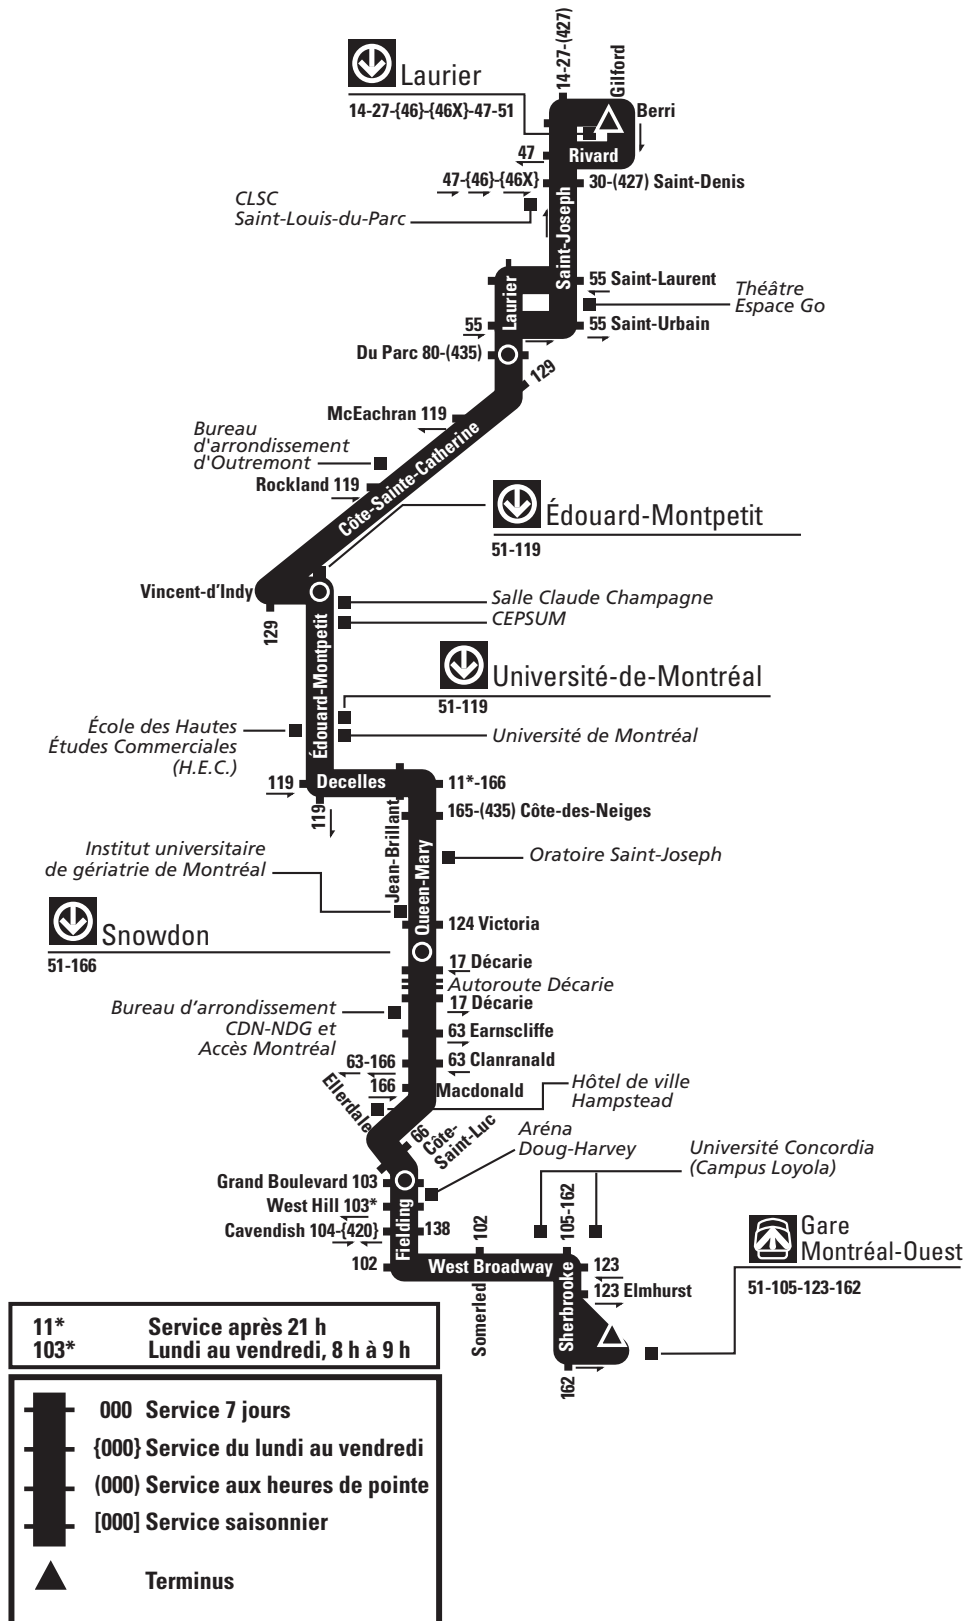 14-27-(427)
Gilford
Laurier
14-27-{46}-{46X}-47-51
Berri
47
Rivard
47-{46}-{46X}
30-(427) Saint-Denis
CLSC
Saint-Louis-du-Parc
Saint-Joseph
Laurier
55 Saint-Laurent
Théâtre
Espace Go
55
55 Saint-Urbain
Du Parc 80-(435)
129
McEachran 119
Bureau
d'arrondissement
d'Outremont
Rockland 119
Côte-Sainte-Catherine
Édouard-Montpetit
51-119
Vincent-d'Indy
129
Salle Claude Champagne
CEPSUM
Édouard-Montpetit
Université-de-Montréal
51-119
École des Hautes
Études Commerciales
(H.E.C.)
Université de Montréal
119
Decelles
11*-166
119
165-(435) Côte-des-Neiges
Jean-Brillant
Queen-Mary
Institut universitaire
de gériatrie de Montréal
Oratoire Saint-Joseph
Snowdon
51-166
124 Victoria
17 Décarie
Autoroute Décarie
17 Décarie
Bureau d'arrondissement
CDN-NDG et
Accès Montréal
63 Earnscliffe
63-166
63 Clanranald
166
Macdonald
Ellerdale
Hôtel de ville
Hampstead
66
Côte-
Saint-Luc
Aréna
Doug-Harvey
Université Concordia
(Campus Loyola)
Grand Boulevard 103
West Hill 103*
Cavendish 104-{420}
138
Fielding
102
102
105-162
Gare
Montréal-Ouest
51-105-123-162
West Broadway
123
123 Elmhurst
Somerled
Sherbrooke
162
11* Service après 21 h
103* Lundi au vendredi, 8 h à 9 h
000 Service 7 jours
{000} Service du lundi au vendredi
(000) Service aux heures de pointe
[000] Service saisonnier
Terminus